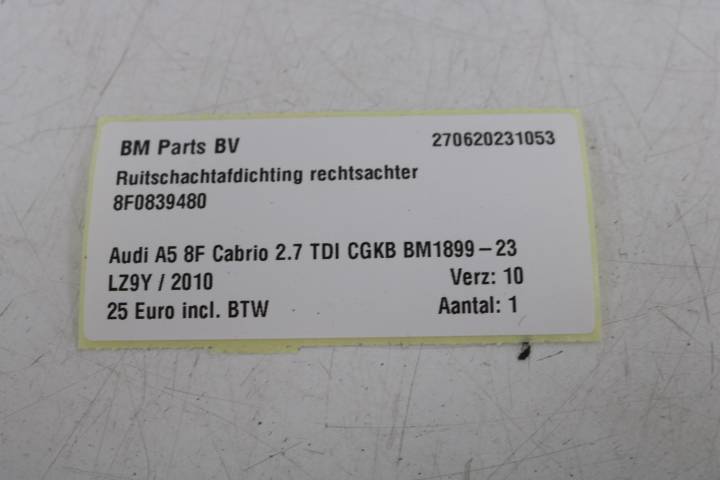 BM Parts BV 270620231053
Ruitschachtafdichting rechtsachter
8F0839480
Audi A5 8F Cabrio 2.7 TDI CGKB BM1899-23
LZ9Y / 2010 Verz: 10
25 Euro incl. BTW Aantal: 1